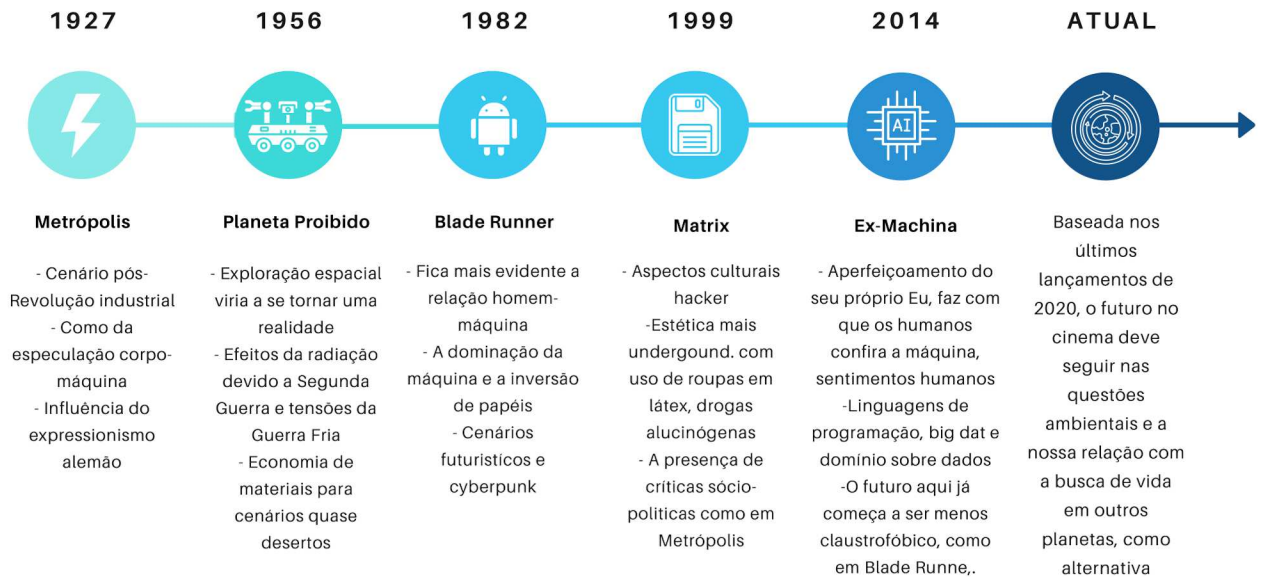 1927
1956
1982
1999
2014
ATUAL
AI
Metrópolis
- Cenário pós-
Revolução industrial
- Como da
especulação corpo-
máquina
- Influência do
expressionismo
alemão
Planeta Proibido
- Exploração espacial
viria a se tornar uma
realidade
- Efeitos da radiação
devido a Segunda
Guerra e tensões da
Guerra Fria
- Economia de
materiais para
cenários quase
desertos
Blade Runner
- Fica mais evidente a
relação homem-
máquina
- A dominação da
máquina e a inversão
de papéis
- Cenários
futuristícos e
cyberpunk
Matrix
- Aspectos culturais
hacker
-Estética mais
undergound. com
uso de roupas em
látex, drogas
alucinógenas
- A presença de
críticas sócio-
politicas como em
Metrópolis
Ex-Machina
- Aperfeiçoamento do
seu próprio Eu, faz com
que os humanos
confira a máquina,
sentimentos humanos
-Linguagens de
programação, big dat e
domínio sobre dados
-O futuro aqui já
começa a ser menos
claustrofóbico, como
em Blade Runne,.
Baseada nos
últimos
lançamentos de
2020, o futuro no
cinema deve
seguir nas
questões
ambientais e a
nossa relação com
a busca de vida
em outros
planetas, como
alternativa